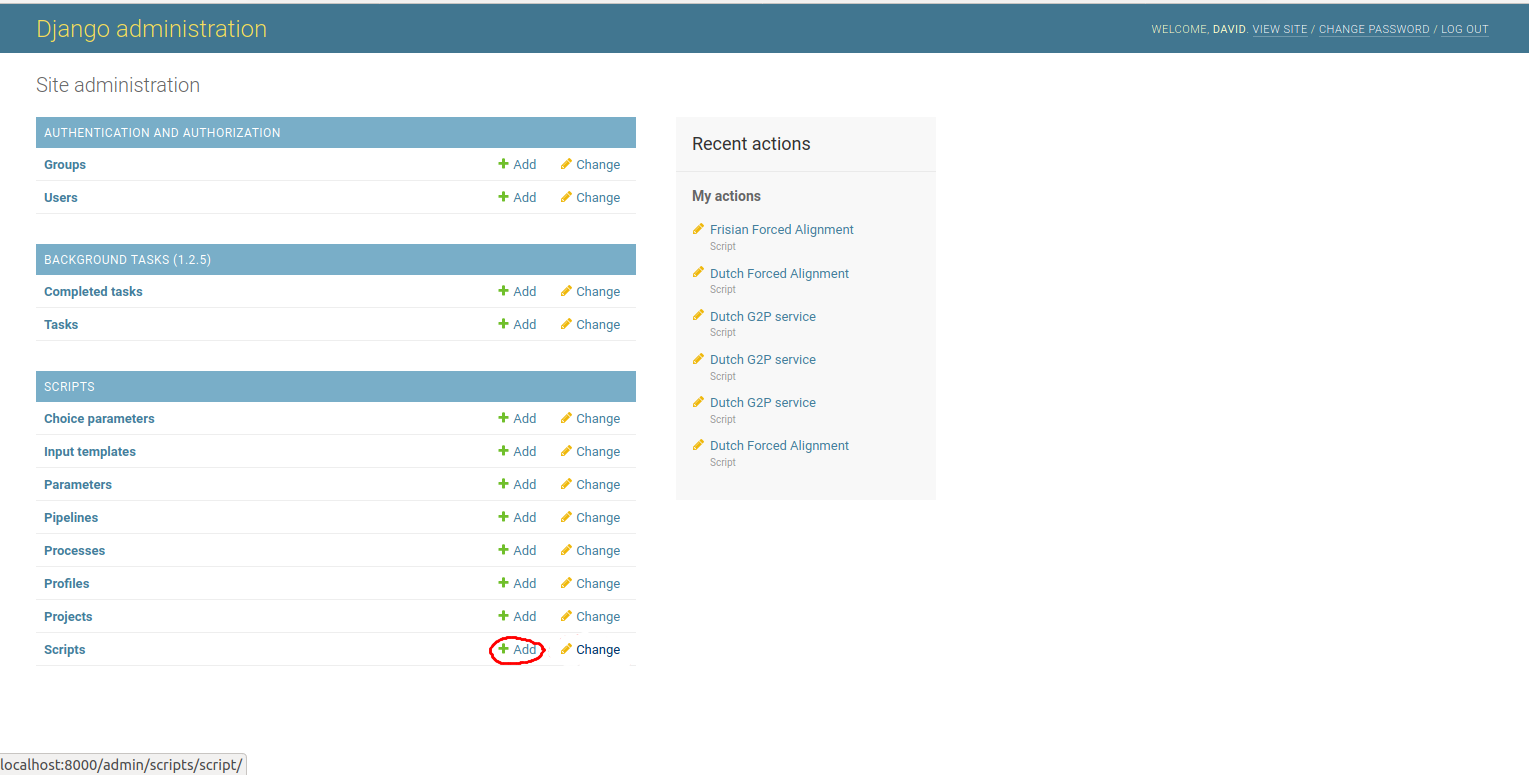 Django administration
WELCOME, DAVID. VIEW SITE / CHANGE PASSWORD / LOG OUT
Site administration
AUTHENTICATION AND AUTHORIZATION
Groups Add Change
Users Add Change
BACKGROUND TASKS (1.2.5)
Completed tasks Add Change
Tasks Add Change
SCRIPTS
Choice parameters Add Change
Input templates Add Change
Parameters Add Change
Pipelines Add Change
Processes Add Change
Profiles Add Change
Projects Add Change
Scripts Add Change
Recent actions
My actions
Frisian Forced Alignment
Script
Dutch Forced Alignment
Script
Dutch G2P service
Script
Dutch G2P service
Script
Dutch G2P service
Script
Dutch Forced Alignment
Script
localhost:8000/admin/scripts/script/